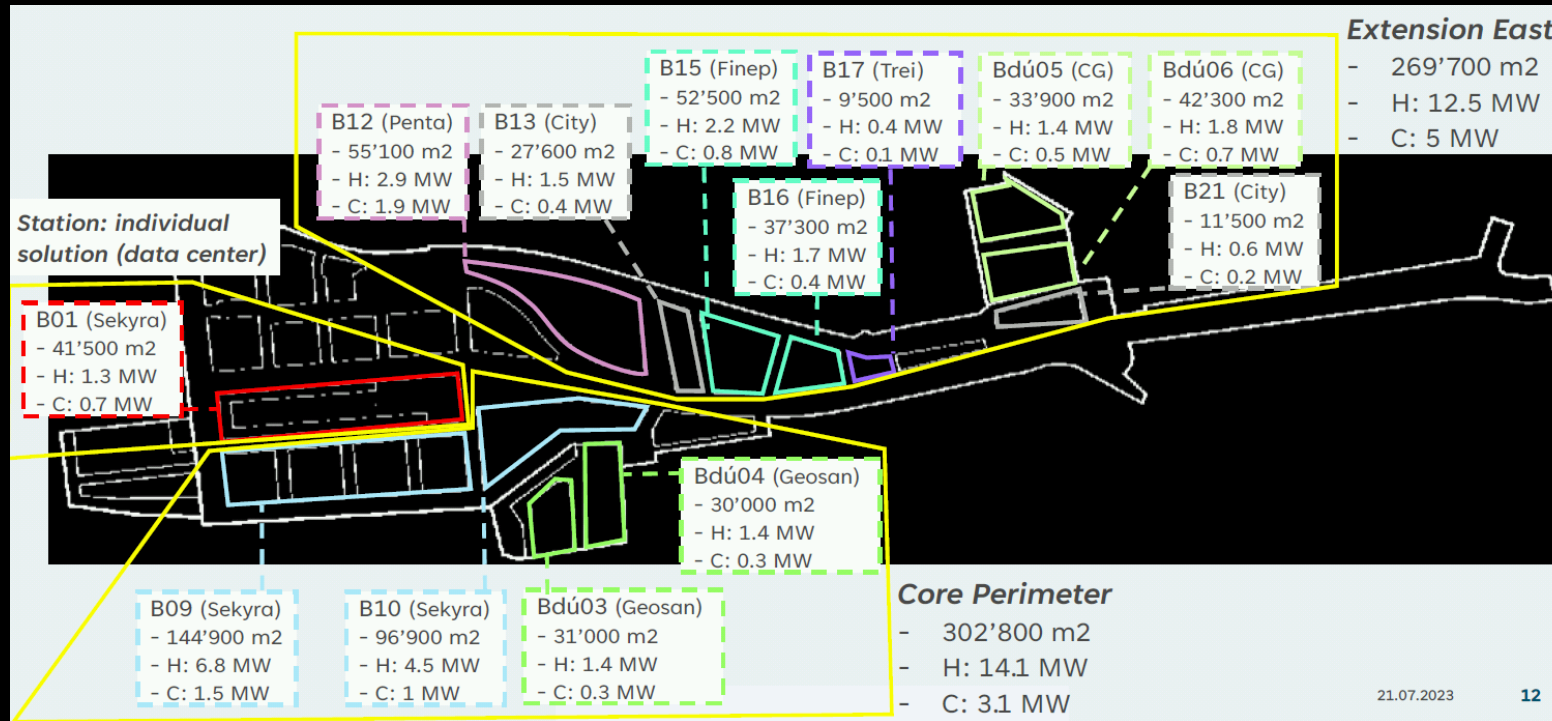 Extension East
- 269’700 m2
- H: 12.5 MW
- C: 5 MW
B15 (Finep)
- 52’500 m2
- H: 2.2 MW
- C: 0.8 MW
B17 (Trei)
- 9’500 m2
- H: 0.4 MW
- C: 0.1 MW
Bdú05 (CG)
- 33’900 m2
- H: 1.4 MW
- C: 0.5 MW
Bdú06 (CG)
- 42’300 m2
- H: 1.8 MW
- C: 0.7 MW
B12 (Penta)
- 55’100 m2
- H: 2.9 MW
- C: 1.9 MW
B13 (City)
- 27’600 m2
- H: 1.5 MW
- C: 0.4 MW
B16 (Finep)
- 37’300 m2
- H: 1.7 MW
- C: 0.4 MW
B21 (City)
- 11’500 m2
- H: 0.6 MW
- C: 0.2 MW
Station: individual
solution (data center)
B01 (Sekyra)
- 41’500 m2
- H: 1.3 MW
- C: 0.7 MW
Bdú04 (Geosan)
- 30’000 m2
- H: 1.4 MW
- C: 0.3 MW
B09 (Sekyra)
- 144’900 m2
- H: 6.8 MW
- C: 1.5 MW
B10 (Sekyra)
- 96’900 m2
- H: 4.5 MW
- C: 1 MW
Bdú03 (Geosan)
- 31’000 m2
- H: 1.4 MW
- C: 0.3 MW
Core Perimeter
- 302’800 m2
- H: 14.1 MW
- C: 3.1 MW
21.07.2023
12